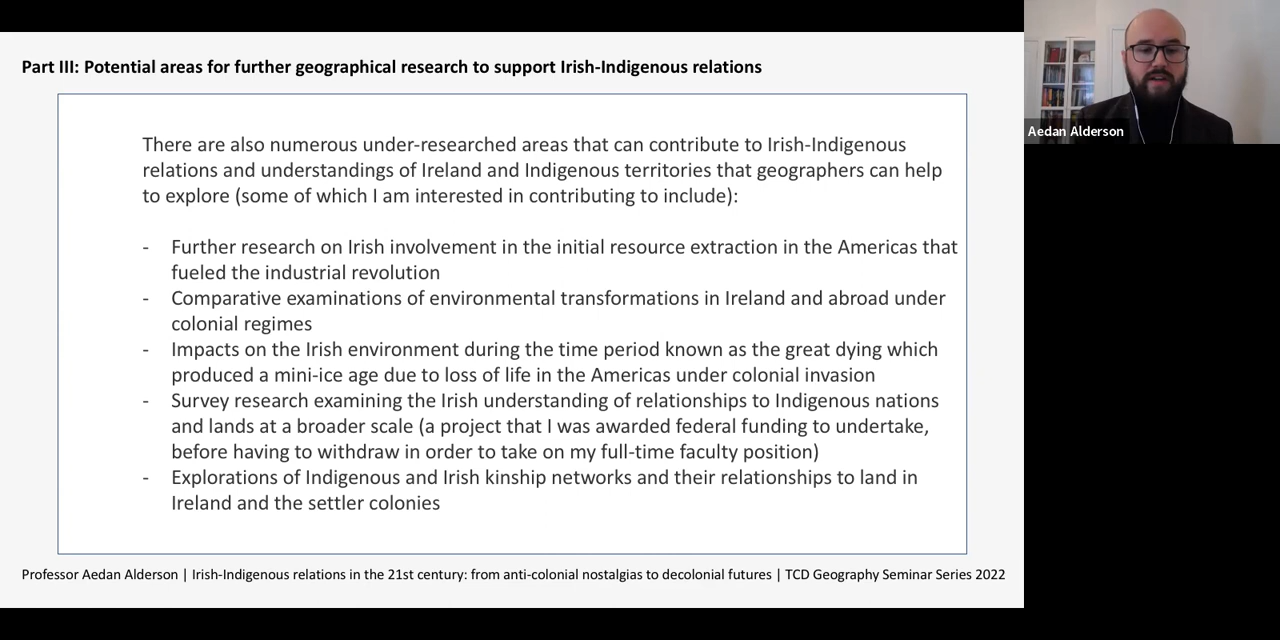 Part III: Potential areas for further geographical research to support Irish-Indigenous relations
There are also numerous under-researched areas that can contribute to Irish-Indigenous
relations and understandings of Ireland and Indigenous territories that geographers can help
to explore (some of which I am interested in contributing to include):
- Further research on Irish involvement in the initial resource extraction in the Americas that
fueled the industrial revolution
- Comparative examinations of environmental transformations in Ireland and abroad under
colonial regimes
- Impacts on the Irish environment during the time period known as the great dying which
produced a mini-ice age due to loss of life in the Americas under colonial invasion
- Survey research examining the Irish understanding of relationships to Indigenous nations
and lands at a broader scale (a project that I was awarded federal funding to undertake,
before having to withdraw in order to take on my full-time faculty position)
- Explorations of Indigenous and Irish kinship networks and their relationships to land in
Ireland and the settler colonies
Professor Aedan Alderson | Irish-Indigenous relations in the 21st century: from anti-colonial nostalgias to decolonial futures | TCD Geography Seminar Series 2022
Aedan Alderson